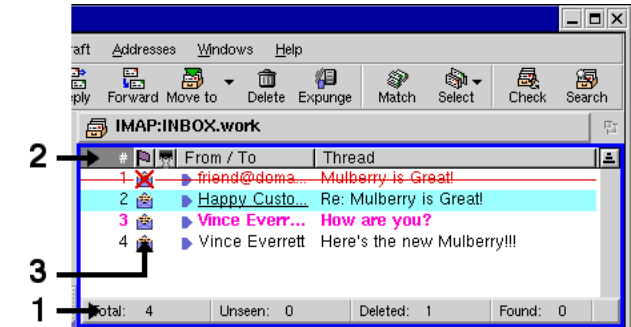 raft Addresses Windows Help
ply Forward Move to Delete Expunge Match Select Check Search
IMAP:INBOX.work
2 # From / To Thread
1 friend@doma... Mulberry is Great!
2 Happy Custo... Re: Mulberry is Great!
3 Vince Everr... How are you?
4 Vince Everett Here's the new Mulberry!!!
3
1 Total: 4 Unseen: 0 Deleted: 1 Found: 0